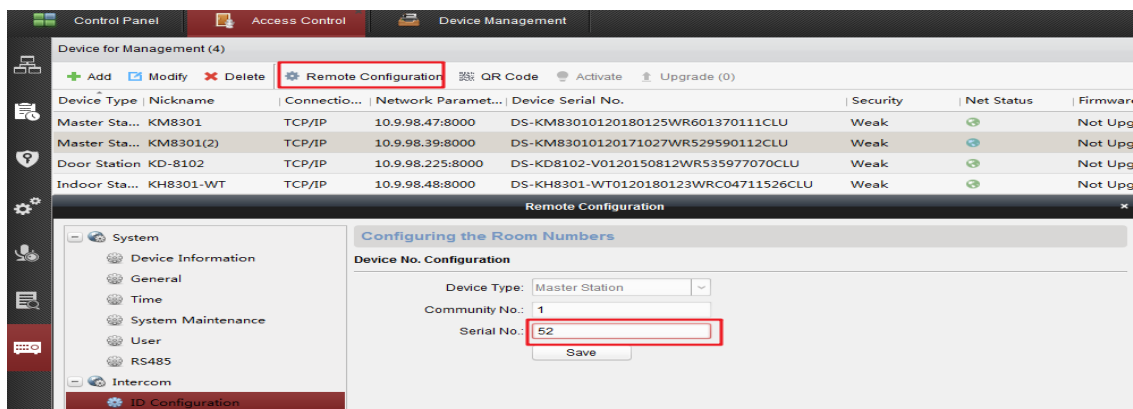 Control Panel Access Control Device Management
Device for Management (4)
Add Modify Delete Remote Configuration QR Code Activate Upgrade (0)
Device Type Nickname Connectio... Network Paramet... Device Serial No. Security Net Status Firmwar
Master Sta... KM8301 TCP/IP 10.9.98.47:8000 DS-KM83010120180125WR601370111CLU Weak Not Upg
Master Sta... KM8301(2) TCP/IP 10.9.98.39:8000 DS-KM83010120171027WR529590112CLU Weak Not Upg
Door Station KD-8102 TCP/IP 10.9.98.225:8000 DS-KD8102-V0120150812WR535977070CLU Weak Not Upg
Indoor Sta... KH8301-WT TCP/IP 10.9.98.48:8000 DS-KH8301-WT0120180123WRC04711526CLU Weak Not Upg
Remote Configuration
System
Device Information
General
Time
System Maintenance
User
RS485
Intercom
ID Configuration
Configuring the Room Numbers
Device No. Configuration
Device Type: Master Station
Community No.: 1
Serial No.: 52
Save